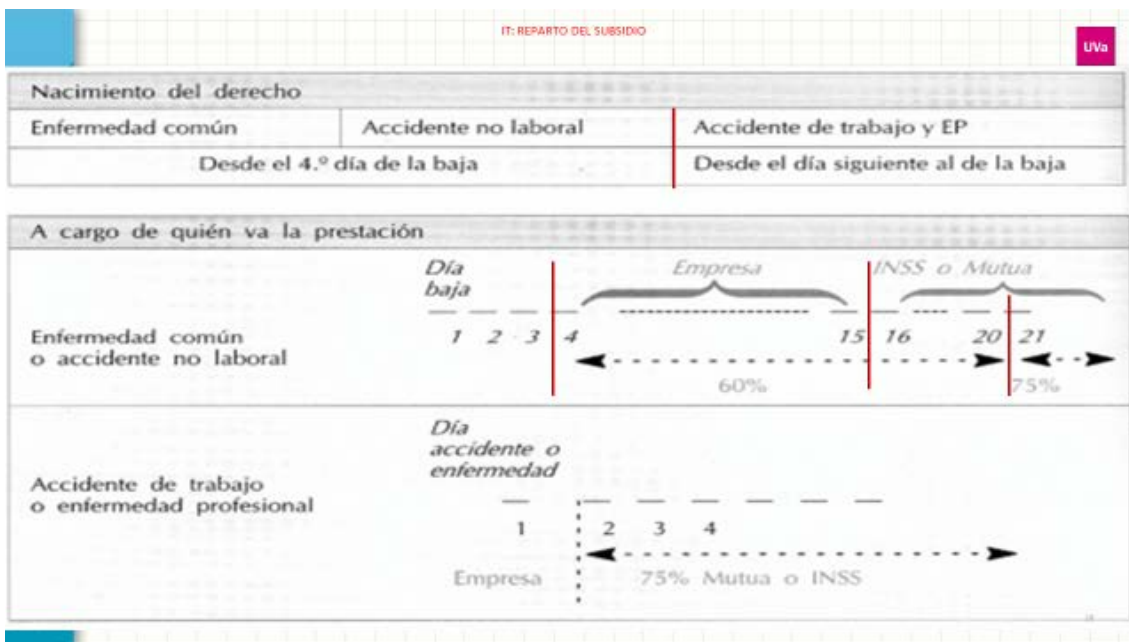 IT: REPARTO DEL SUBSIDIO
UVa
Nacimiento del derecho
Enfermedad común
Accidente no laboral
Accidente de trabajo y EP
Desde el 4.º día de la baja
Desde el día siguiente al de la baja
A cargo de quién va la prestación
Día
baja
Empresa
INSS o Mutua
Enfermedad común
o accidente no laboral
1 2 3 4 15 16 20 21
60%
75%
Día
accidente o
enfermedad
Accidente de trabajo
o enfermedad profesional
1 2 3 4
Empresa
75% Mutua o INSS